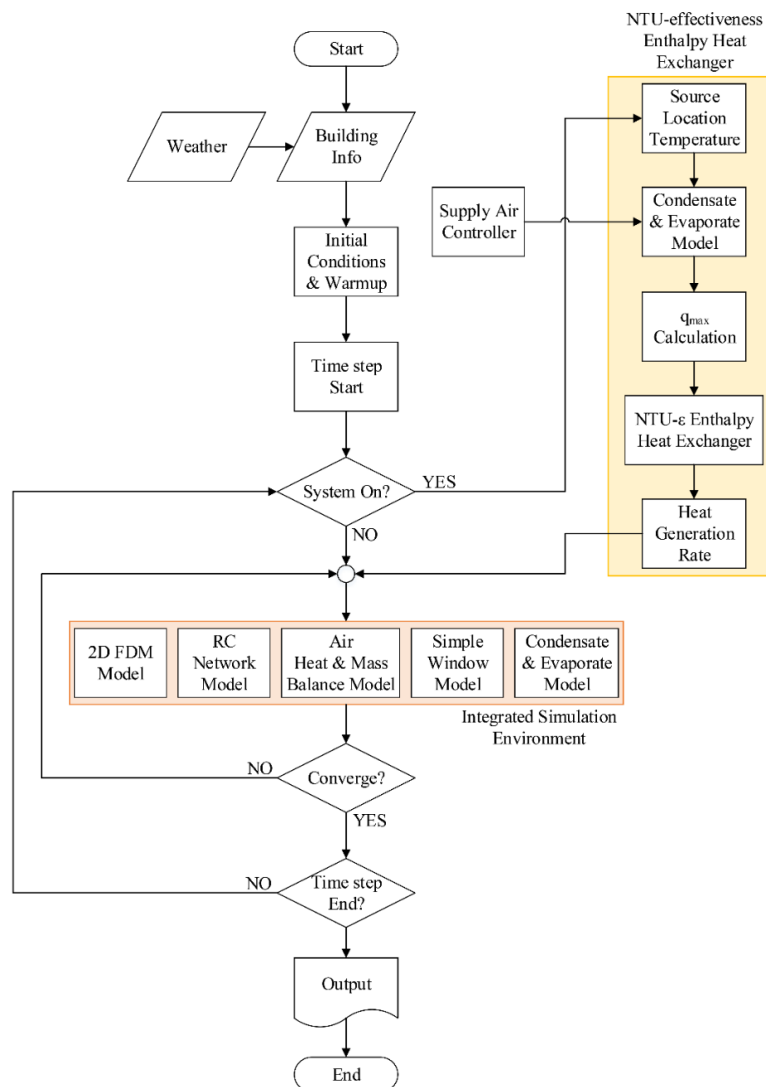 NTU-effectiveness
Enthalpy Heat
Exchanger
Start
Source
Location
Temperature
Weather
Building
Info
Supply Air
Controller
Condensate
& Evaporate
Model
Initial
Conditions
& Warmup
qmax
Calculation
Time step
Start
NTU-ε Enthalpy
Heat Exchanger
System On?
YES
NO
Heat
Generation
Rate
2D FDM
Model
RC
Network
Model
Air
Heat & Mass
Balance Model
Simple
Window
Model
Condensate
& Evaporate
Model
Integrated Simulation
Environment
NO
Converge?
YES
NO
Time step
End?
Output
End